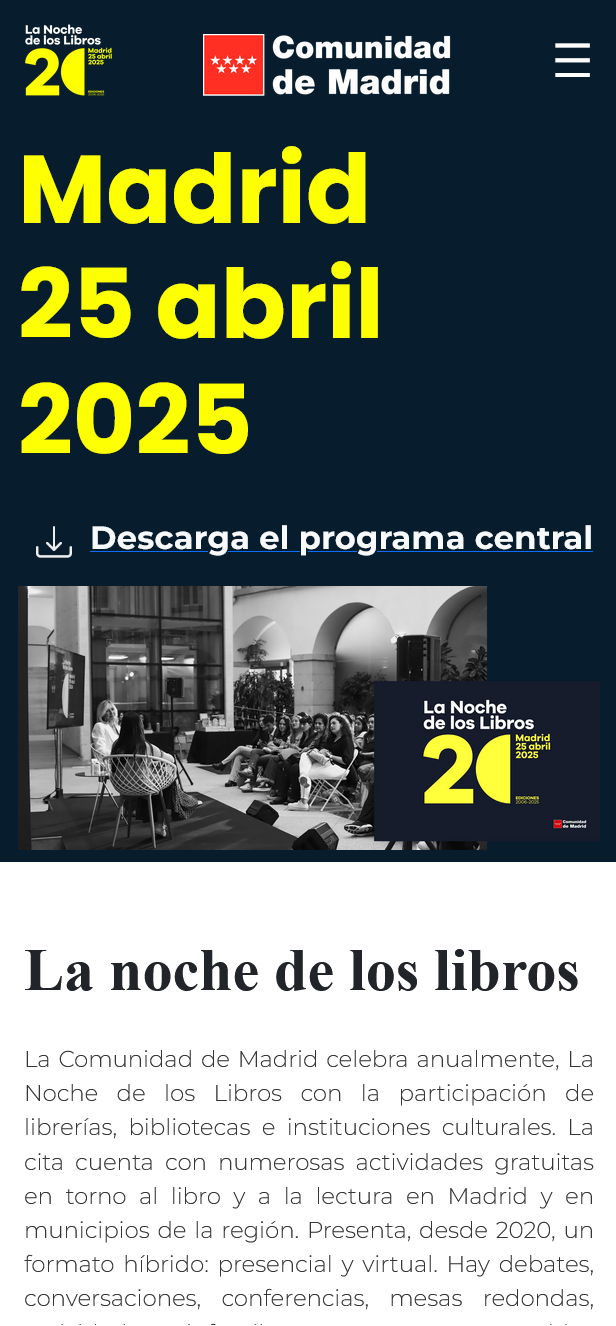 La Noche
de los Libros
20
Madrid
25 abril
2025
EDICIONES
Comunidad
de Madrid
Madrid
25 abril
2025
Descarga el programa central
La Noche
de los Libros
20
Madrid
25 abril
2025
EDICIONES
2006-2025
Comunidad
de Madrid
La noche de los libros
La Comunidad de Madrid celebra anualmente, La
Noche de los Libros con la participación de
librerías, bibliotecas e instituciones culturales. La
cita cuenta con numerosas actividades gratuitas
en torno al libro y a la lectura en Madrid y en
municipios de la región. Presenta, desde 2020, un
formato híbrido: presencial y virtual. Hay debates,
conversaciones, conferencias, mesas redondas,